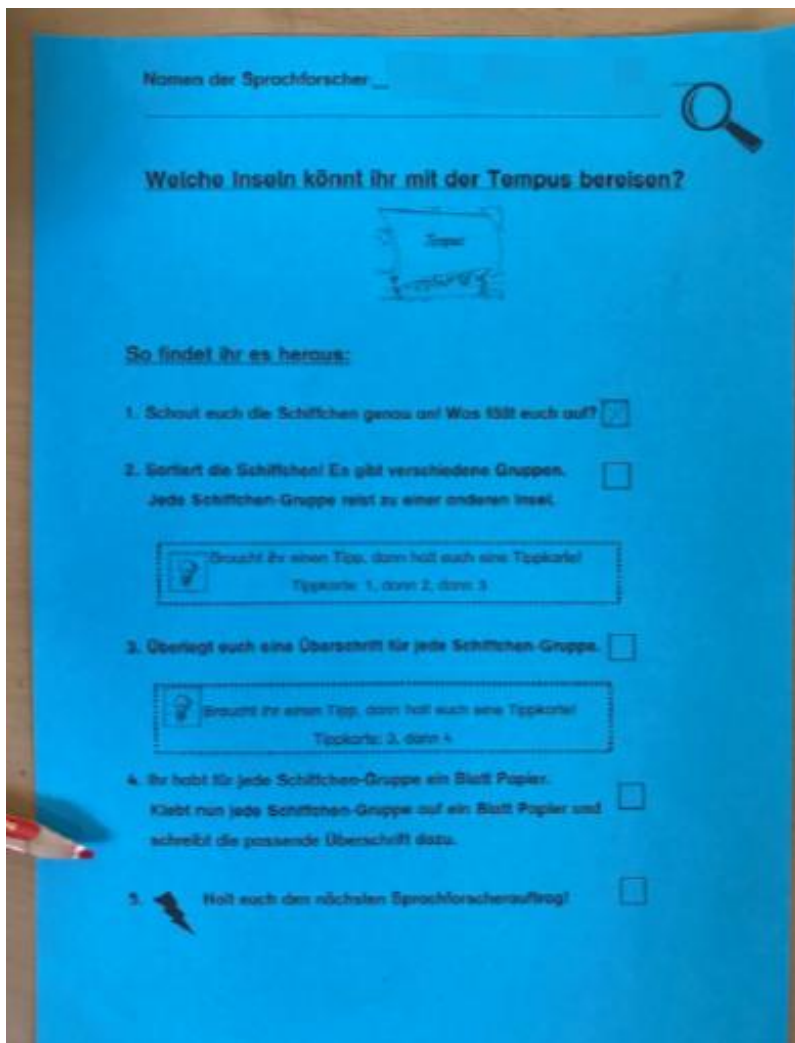 Namen der Sprachforscher
Welche Inseln könnt ihr mit der Tempus bereisen?
Tempus
So findet ihr es heraus:
1. Schaut euch die Schiffchen genau an! Was fällt euch auf?
2. Sortiert die Schiffchen! Es gibt verschiedene Gruppen.
Jede Schiffchen-Gruppe reist zu einer anderen Insel.
Braucht ihr einen Tipp, dann holt euch eine Tippkarte!
Tippkarte: 1, dann 2, dann 3
3. Überlegt euch eine Überschrift für jede Schiffchen-Gruppe.
Braucht ihr einen Tipp, dann holt euch eine Tippkarte!
Tippkarte: 3, dann 4
4. Ihr habt für jede Schiffchen-Gruppe ein Blatt Papier.
Klebt nun jede Schiffchen-Gruppe auf ein Blatt Papier und
schreibt die passende Überschrift dazu.
5. Holt euch den nächsten Sprachforscherauftrag!